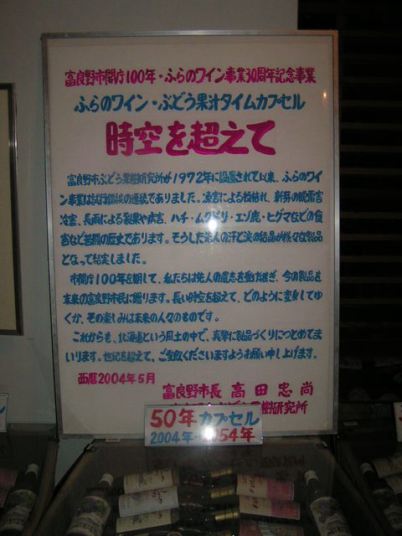 富良野市開庁100年・ふらのワイン事業30周年記念事業
ふらのワイン・ぶどう果汁タイムカプセル
時空を超えて
富良野市ぶどう果樹研究所が1972年に設置されて以来、ふらのワイ
ン事業は試行錯誤の連続でありました。凍害による樹枯れ、新芽の晩霜害
冷害、長雨による裂果や病害、ハチ・ムクドリ・エゾ鹿・ヒグマなどの食
害など苦闘の歴史であります。そうした先人の汗と涙の結晶が様々な製品
となって結実しました。
市開庁100年を期して、私たちは先人の意志を受け継ぎ、今の製品を
未来の富良野市民に贈ります。長い時空を超えて、どのように変身してゆ
くか、その楽しみは未来の人々のものです。
これからも、北海道という風土の中で、真摯に製品づくりにつとめてま
いります。世紀を超えて、ご笑覧くださいますようお願い申し上げます。
西暦2004年5月
富良野市長 高田忠尚
果樹研究所
50年カプセル
2004年 54年